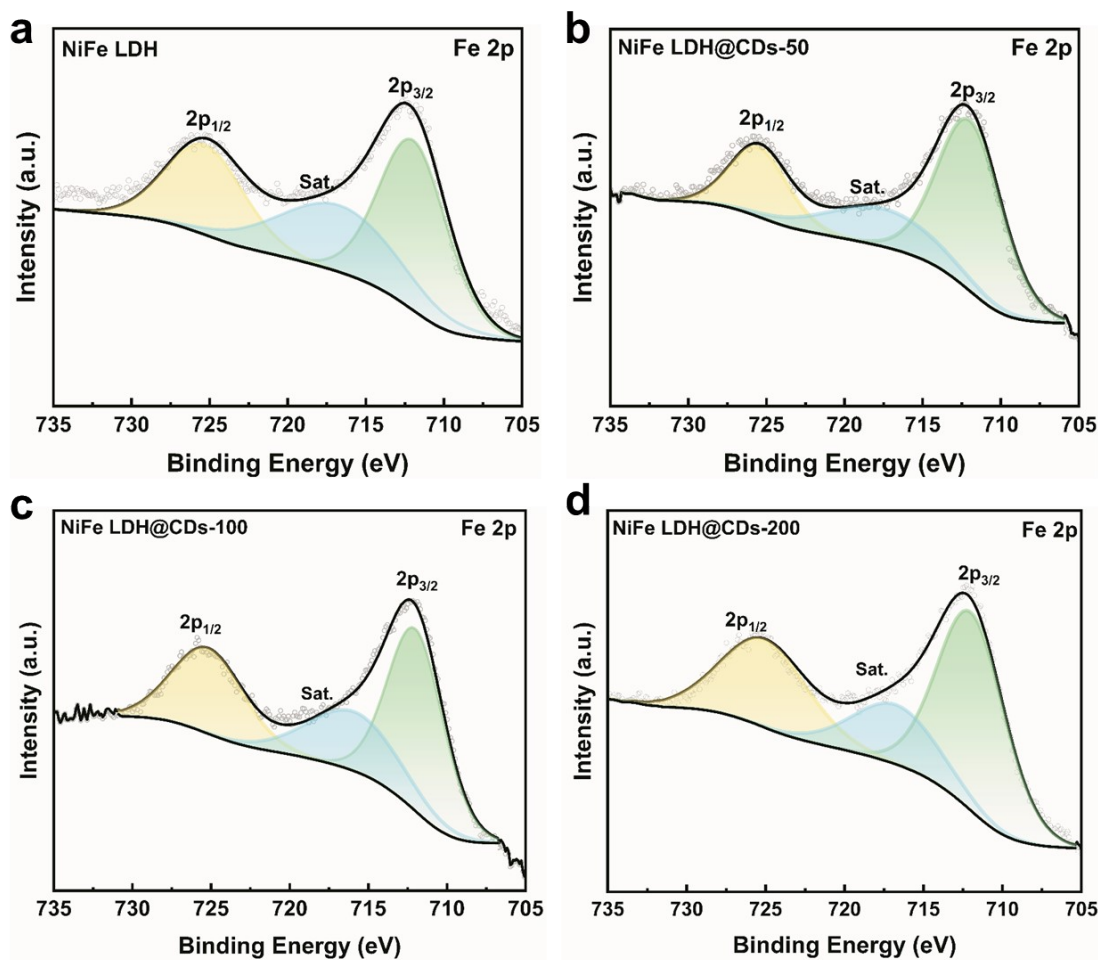 a
NiFe LDH
Fe 2p
2p1/2
2p3/2
Sat.
Intensity (a.u.)
735 730 725 720 715 710 705
Binding Energy (eV)
b
NiFe LDH@CDs-50
Fe 2p
2p1/2
2p3/2
Sat.
Intensity (a.u.)
735 730 725 720 715 710 705
Binding Energy (eV)
c
NiFe LDH@CDs-100
Fe 2p
2p1/2
2p3/2
Sat.
Intensity (a.u.)
735 730 725 720 715 710 705
Binding Energy (eV)
d
NiFe LDH@CDs-200
Fe 2p
2p1/2
2p3/2
Sat.
Intensity (a.u.)
735 730 725 720 715 710 705
Binding Energy (eV)